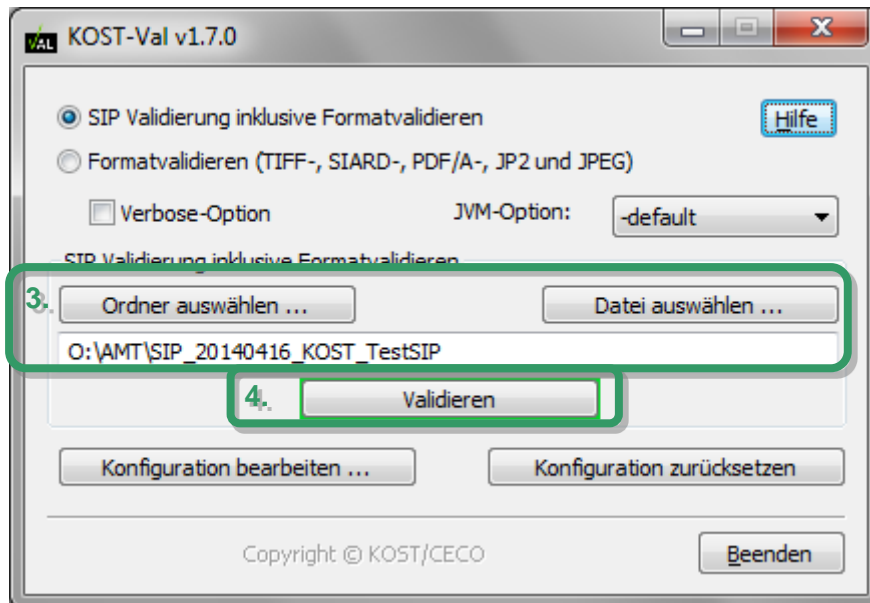 VAL KOST-Val v1.7.0
SIP Validierung inklusive Formatvalidieren
Hilfe
Formatvalidieren (TIFF-, SIARD-, PDF/A-, JP2 und JPEG)
Verbose-Option JVM-Option: -default
SIP Validierung inklusive Formatvalidieren
3. Ordner auswählen ... Datei auswählen ...
O:\AMT\SIP_20140416_KOST_TestSIP
4. Validieren
Konfiguration bearbeiten ... Konfiguration zurücksetzen
Copyright © KOST/CECO Beenden